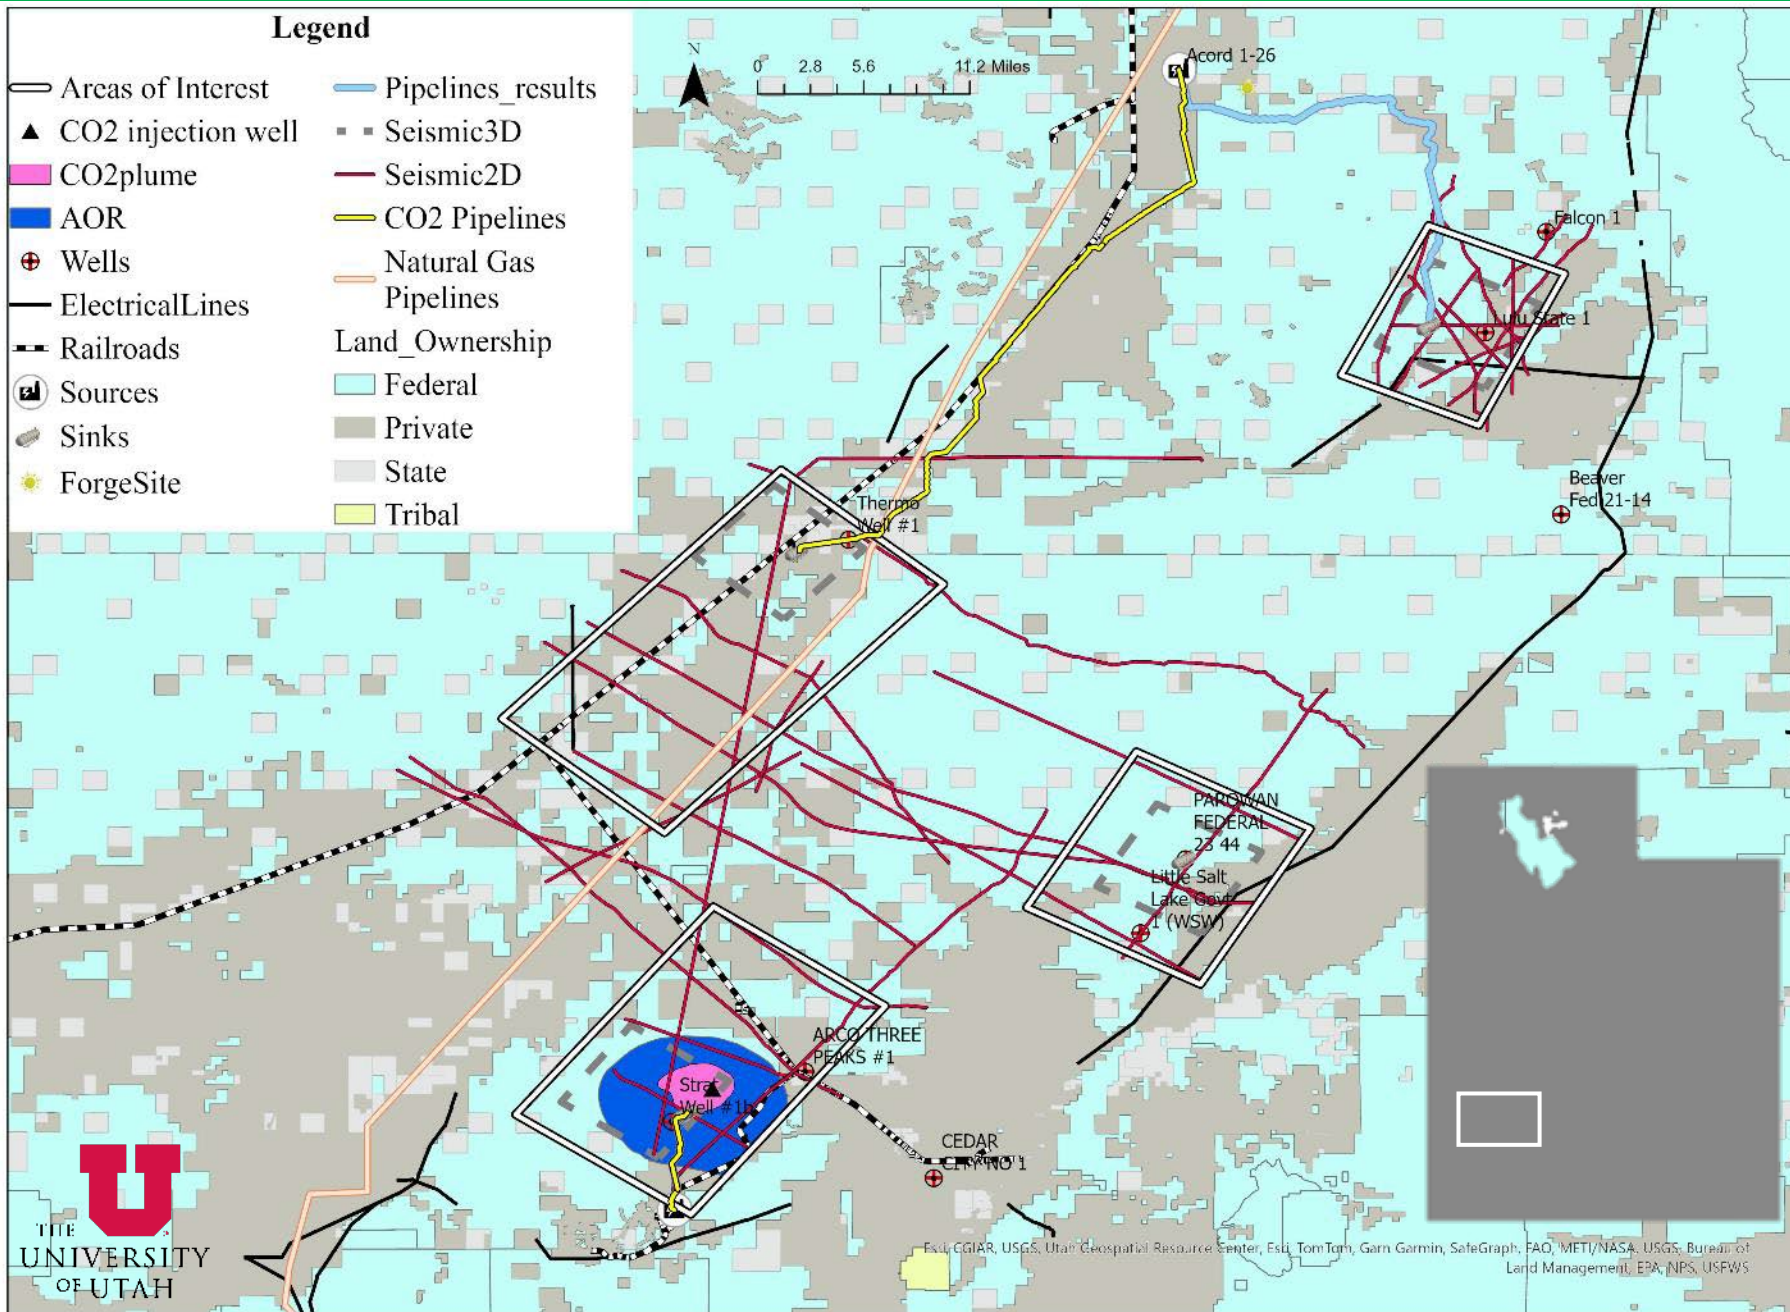 Legend
Areas of Interest
CO2 injection well
CO2plume
AOR
Wells
ElectricalLines
Railroads
Sources
Sinks
ForgeSite
Pipelines_results
Seismic3D
Seismic2D
CO2 Pipelines
Natural Gas
Pipelines
Land_Ownership
Federal
Private
State
Tribal
N
0 2.8 5.6 11.2 Miles
Acord 1-26
Falcon 1
Lulu State 1
Beaver
Fed 21-14
Thermo
Well #1
PAROWAN
FEDERAL
23 44
Little Salt
Lake Govt
1 (WSW)
ARCO THREE
PEAKS #1
Strat
Well #1b
CEDAR
CITY NO 1
THE
UNIVERSITY
OF UTAH
Esri, CGIAR, USGS, Utah Geospatial Resource Center, Esri, TomTom, Garn Garmin, SafeGraph, FAO, METI/NASA, USGS, Bureau of
Land Management, EPA, NPS, USFWS